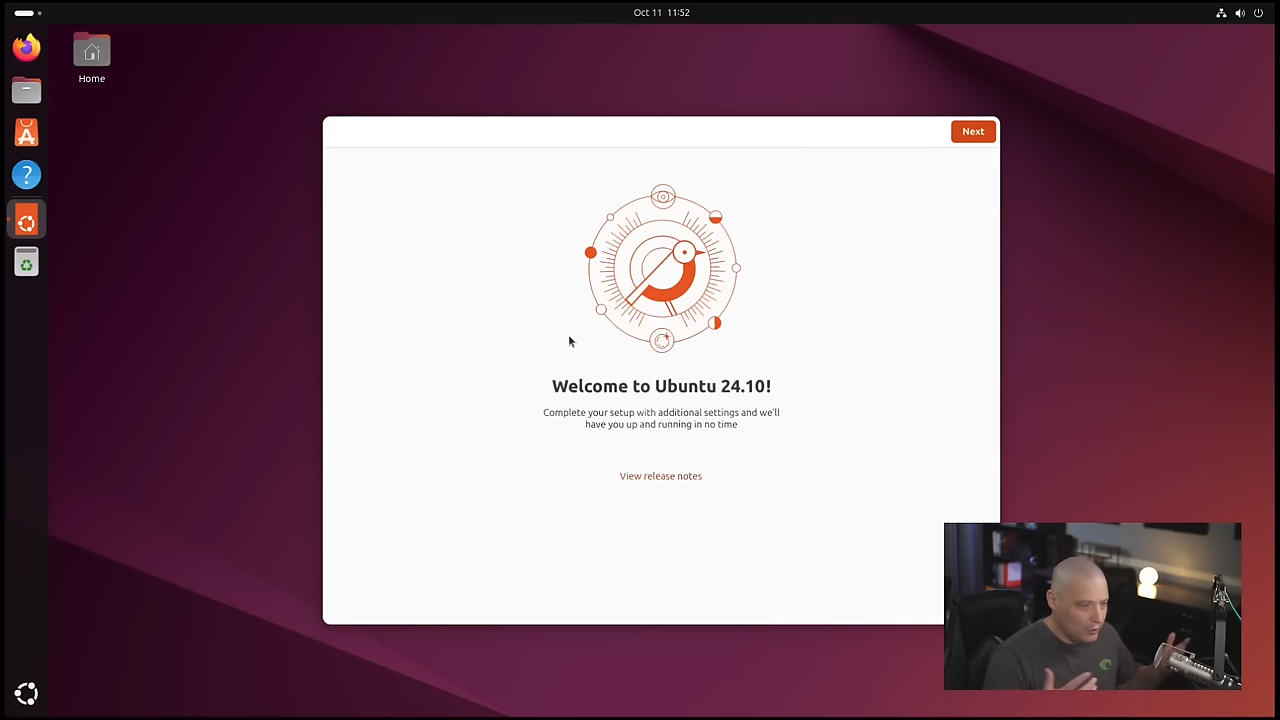 Oct 11 11:52
Home
Next
Welcome to Ubuntu 24.10!
Complete your setup with additional settings and we'll
have you up and running in no time
View release notes